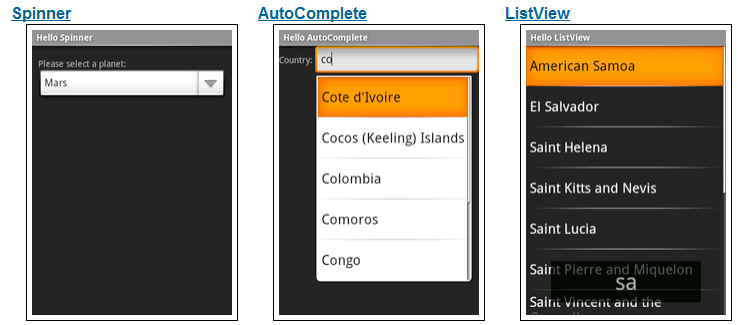 Spinner
Hello Spinner
Please select a planet:
Mars
AutoComplete
Hello AutoComplete
Country:
co
Cote d'Ivoire
Cocos (Keeling) Islands
Colombia
Comoros
Congo
ListView
Hello ListView
American Samoa
El Salvador
Saint Helena
Saint Kitts and Nevis
Saint Lucia
Saint Pierre and Miquelon
sa
Saint Vincent and the